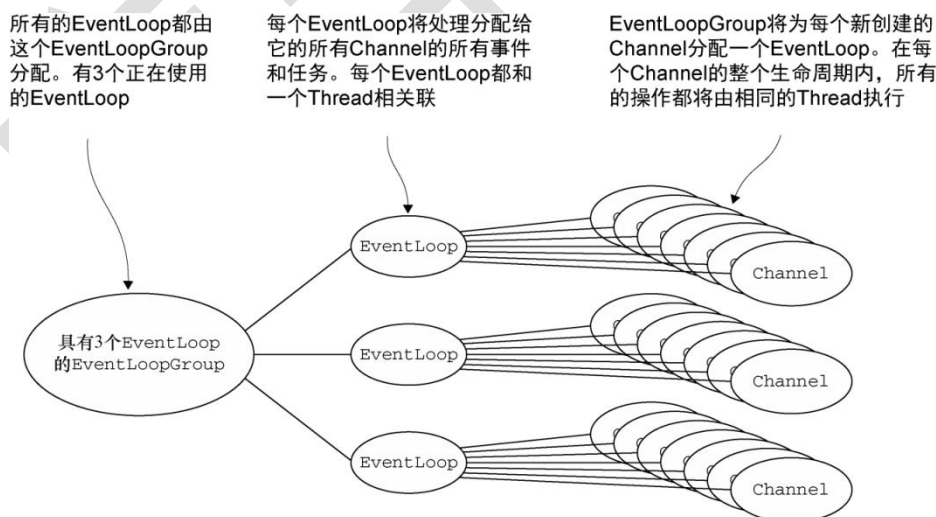 所有的EventLoop都由
这个EventLoopGroup
分配。有3个正在使用
的EventLoop
每个EventLoop将处理分配给
它的所有Channel的所有事件
和任务。每个EventLoop都和
一个Thread相关联
EventLoopGroup将为每个新创建的
Channel分配一个EventLoop。在每
个Channel的整个生命周期内，所有
的操作都将由相同的Thread执行
具有3个EventLoop
的EventLoopGroup
EventLoop
Channel
EventLoop
Channel
EventLoop
Channel